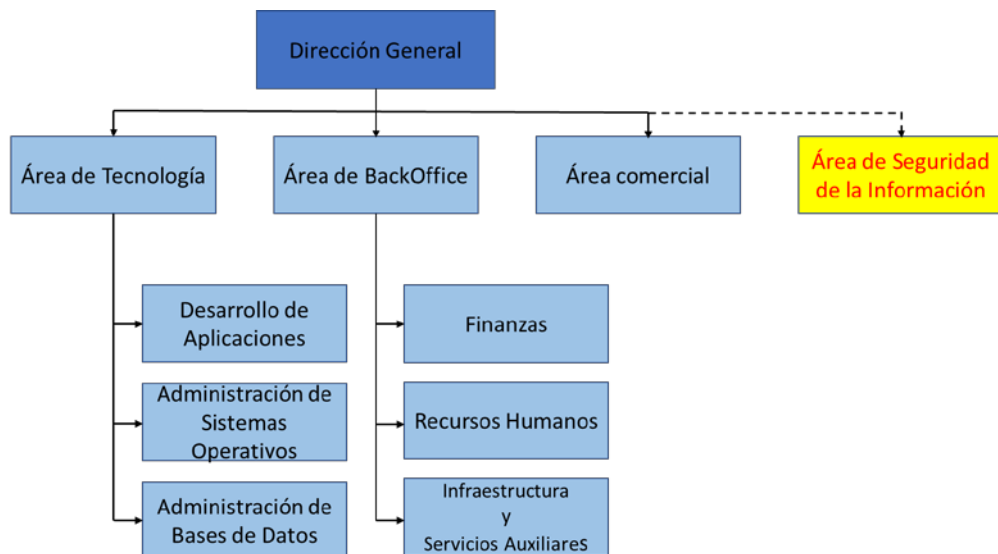 Dirección General
Área de Tecnología
Área de BackOffice
Área comercial
Área de Seguridad
de la Información
Desarrollo de
Aplicaciones
Finanzas
Administración de
Sistemas
Operativos
Recursos Humanos
Administración de
Bases de Datos
Infraestructura
y
Servicios Auxiliares